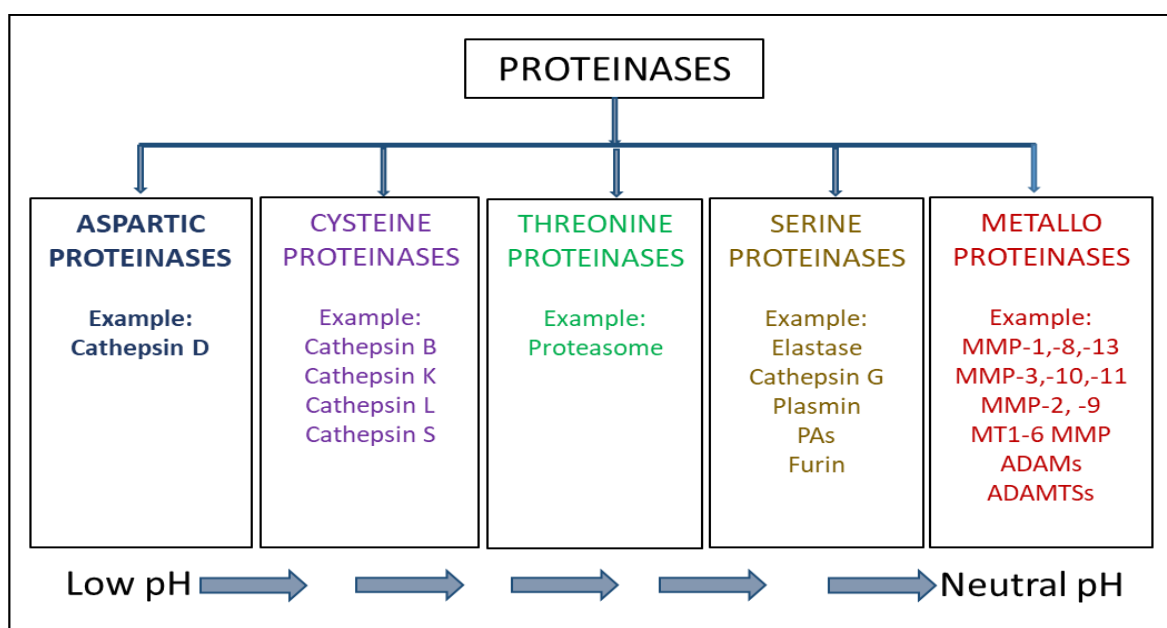 PROTEINASES
ASPARTIC
PROTEINASES
Example:
Cathepsin D
CYSTEINE
PROTEINASES
Example:
Cathepsin B
Cathepsin K
Cathepsin L
Cathepsin S
THREONINE
PROTEINASES
Example:
Proteasome
SERINE
PROTEINASES
Example:
Elastase
Cathepsin G
Plasmin
PAs
Furin
METALLO
PROTEINASES
Example:
MMP-1,-8,-13
MMP-3,-10,-11
MMP-2, -9
MT1-6 MMP
ADAMs
ADAMTSs
Low pH
Neutral pH